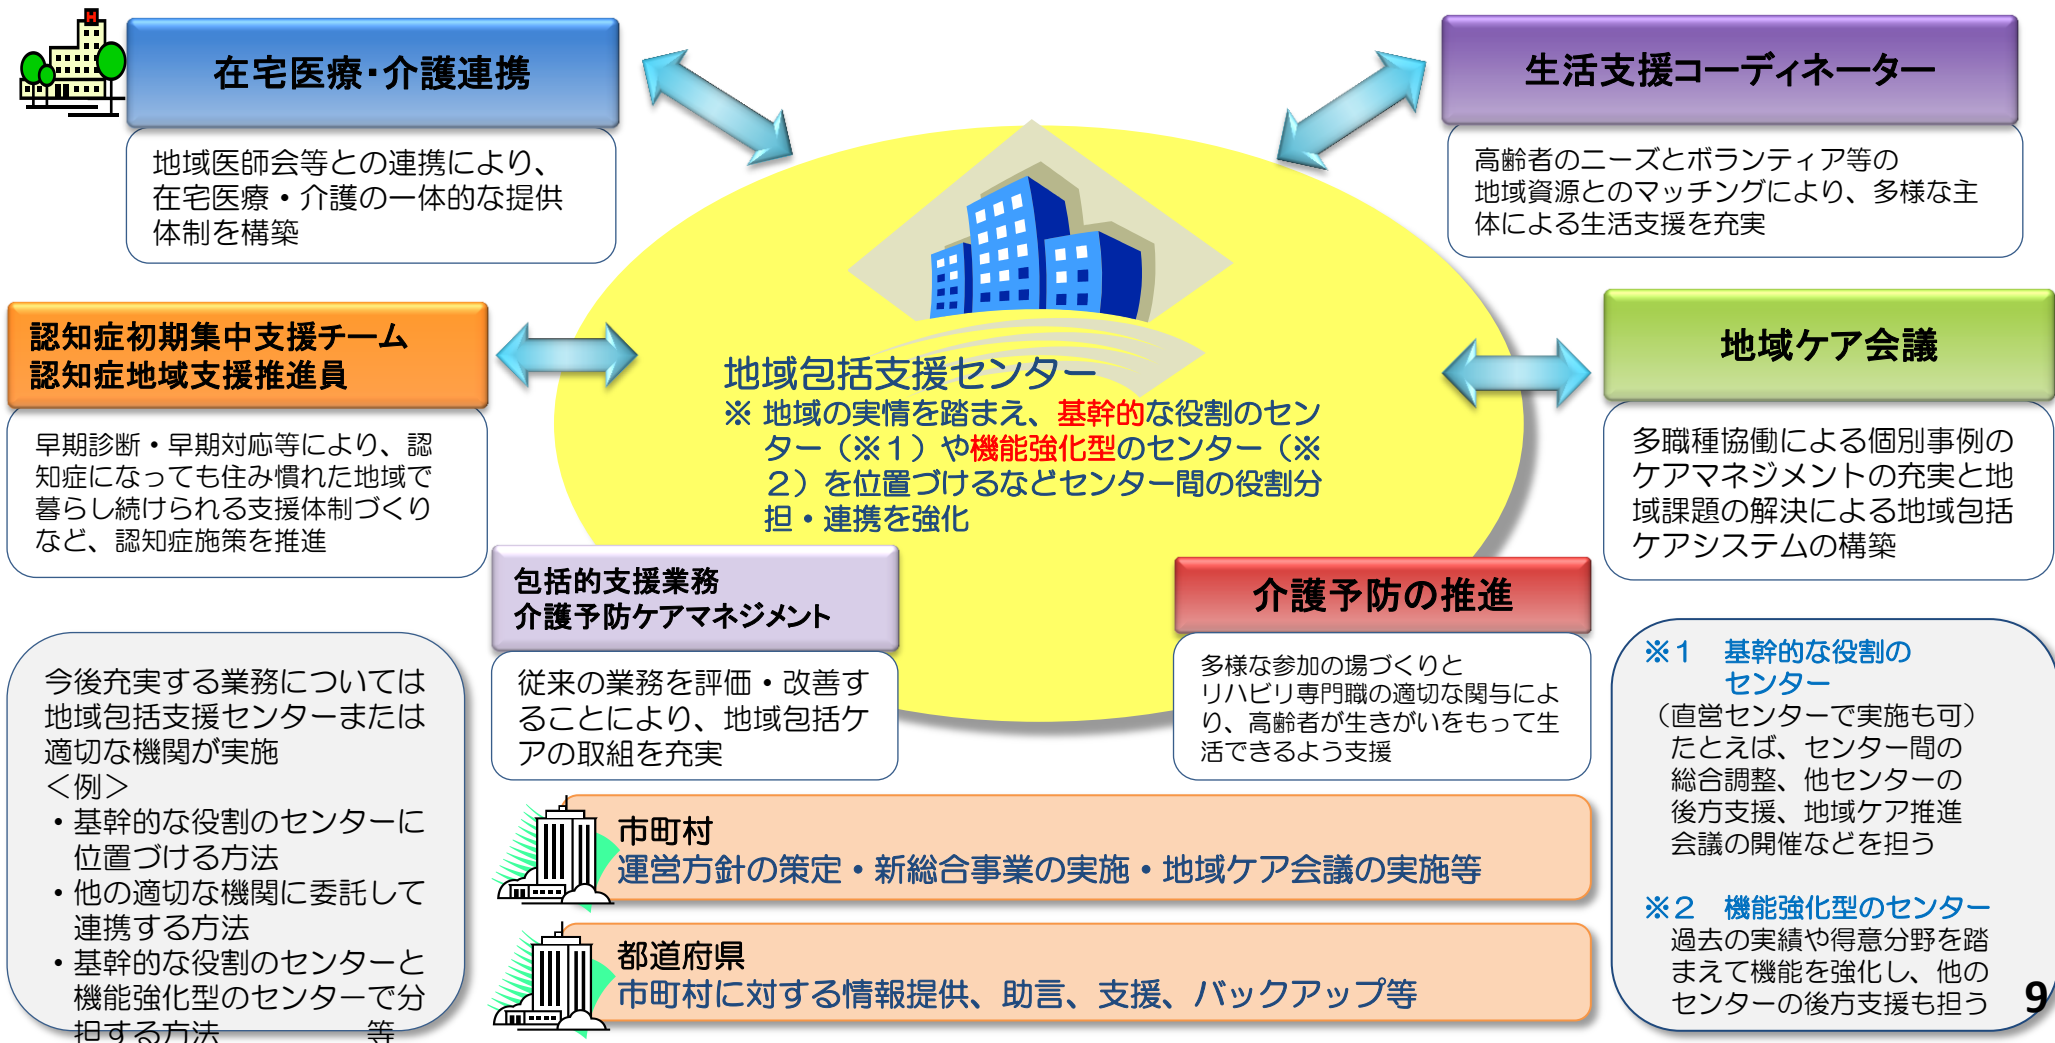 H
在宅医療・介護連携
地域医師会等との連携により、
在宅医療・介護の一体的な提供
体制を構築
生活支援コーディネーター
高齢者のニーズとボランティア等の
地域資源とのマッチングにより、多様な主
体による生活支援を充実
認知症初期集中支援チーム
認知症地域支援推進員
早期診断・早期対応等により、認
知症になっても住み慣れた地域で
暮らし続けられる支援体制づくり
など、認知症施策を推進
地域包括支援センター
※ 地域の実情を踏まえ、基幹的な役割のセン
ター（※１）や機能強化型のセンター（※
２）を位置づけるなどセンター間の役割分
担・連携を強化
地域ケア会議
多職種協働による個別事例の
ケアマネジメントの充実と地
域課題の解決による地域包括
ケアシステムの構築
包括的支援業務
介護予防ケアマネジメント
従来の業務を評価・改善す
ることにより、地域包括ケ
アの取組を充実
介護予防の推進
多様な参加の場づくりと
リハビリ専門職の適切な関与によ
り、高齢者が生きがいをもって生
活できるよう支援
今後充実する業務については
地域包括支援センターまたは
適切な機関が実施
＜例＞
・基幹的な役割のセンターに
位置づける方法
・他の適切な機関に委託して
連携する方法
・基幹的な役割のセンターと
機能強化型のセンターで分
担する方法 等
市町村
運営方針の策定・新総合事業の実施・地域ケア会議の実施等
都道府県
市町村に対する情報提供、助言、支援、バックアップ等
※１ 基幹的な役割の
センター
（直営センターで実施も可）
たとえば、センター間の
総合調整、他センターの
後方支援、地域ケア推進
会議の開催などを担う
※２ 機能強化型のセンター
過去の実績や得意分野を踏
まえて機能を強化し、他の
センターの後方支援も担う
9